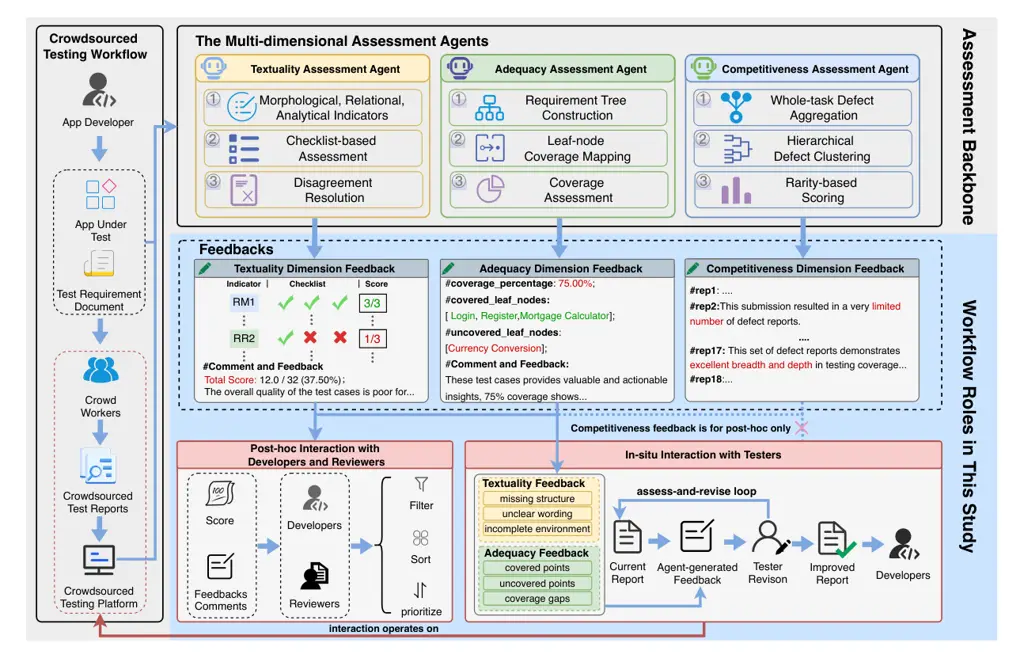 Crowdsourced
Testing Workflow
App Developer
App Under
Test
Test Requirement
Document
Crowd
Workers
Crowdsourced
Test Reports
Crowdsourced
Testing Platform
The Multi-dimensional Assessment Agents
Textuality Assessment Agent
1
Morphological, Relational,
Analytical Indicators
2
Checklist-based
Assessment
3
Disagreement
Resolution
Adequacy Assessment Agent
1
Requirement Tree
Construction
2
Leaf-node
Coverage Mapping
3
Coverage
Assessment
Competitiveness Assessment Agent
1
Whole-task Defect
Aggregation
2
Hierarchical
Defect Clustering
3
Rarity-based
Scoring
Assessment Backbone
Feedbacks
Textuality Dimension Feedback
Indicator | Checklist | Score
RM1 3/3
RR2 1/3
#Comment and Feedback
Total Score: 12.0 / 32 (37.50%);
The overall quality of the test cases is poor for...
Adequacy Dimension Feedback
#coverage_percentage: 75.00%;
#covered_leaf_nodes:
[ Login, Register,Mortgage Calculator];
#uncovered_leaf_nodes:
[Currency Conversion];
#Comment and Feedback:
These test cases provides valuable and actionable
insights, 75% coverage shows...
Competitiveness Dimension Feedback
#rep1: ....
#rep2:This submission resulted in a very limited
number of defect reports.
....
#rep17: This set of defect reports demonstrates
excellent breadth and depth in testing coverage...
#rep18:...
Competitiveness feedback is for post-hoc only
Workflow Roles in This Study
Post-hoc Interaction with
Developers and Reviewers
100
Score
Feedbacks
Comments
Developers
Reviewers
Filter
Sort
prioritize
In-situ Interaction with Testers
Textuality Feedback
missing structure
unclear wording
incomplete environment
Adequacy Feedback
covered points
uncovered points
coverage gaps
assess-and-revise loop
Current
Report
Agent-generated
Feedback
Tester
Revison
Improved
Report
Developers
interaction operates on